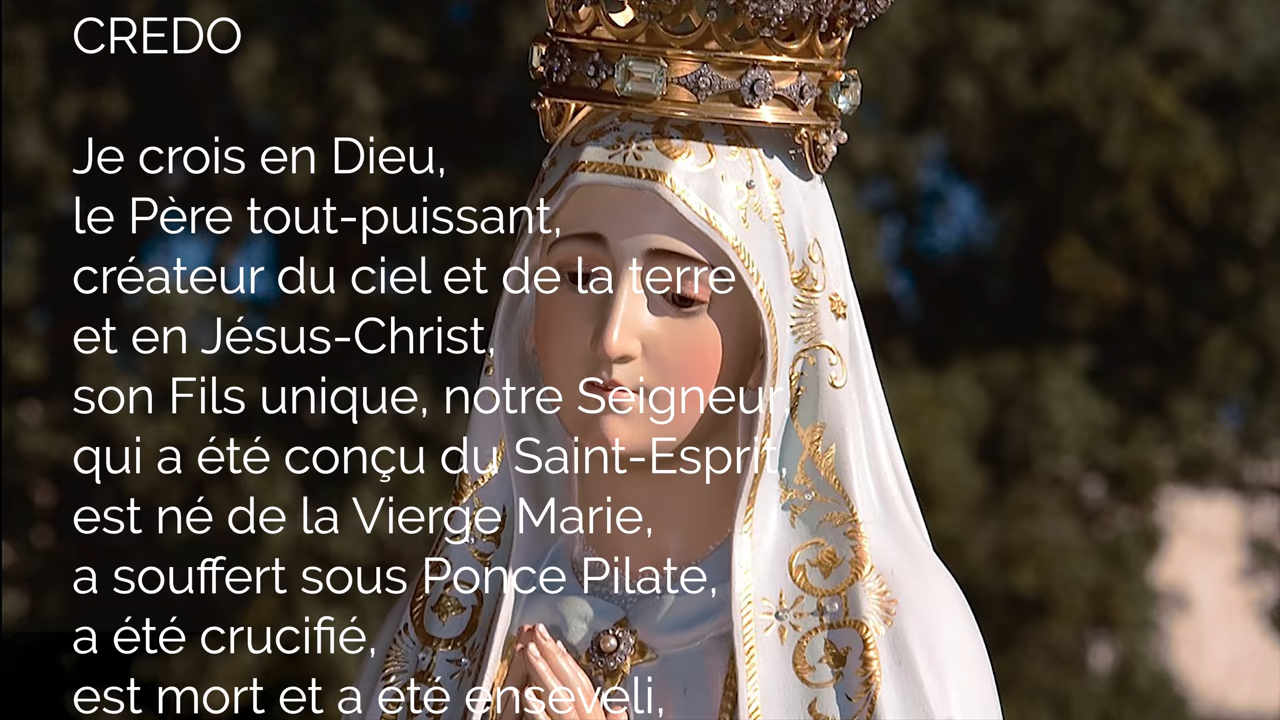 CREDO
Je crois en Dieu,
le Père tout-puissant,
créateur du ciel et de la terre
et en Jésus-Christ,
son Fils unique, notre Seigneur,
qui a été conçu du Saint-Esprit,
est né de la Vierge Marie,
a souffert sous Ponce Pilate,
a été crucifié,
est mort et a été enseveli,